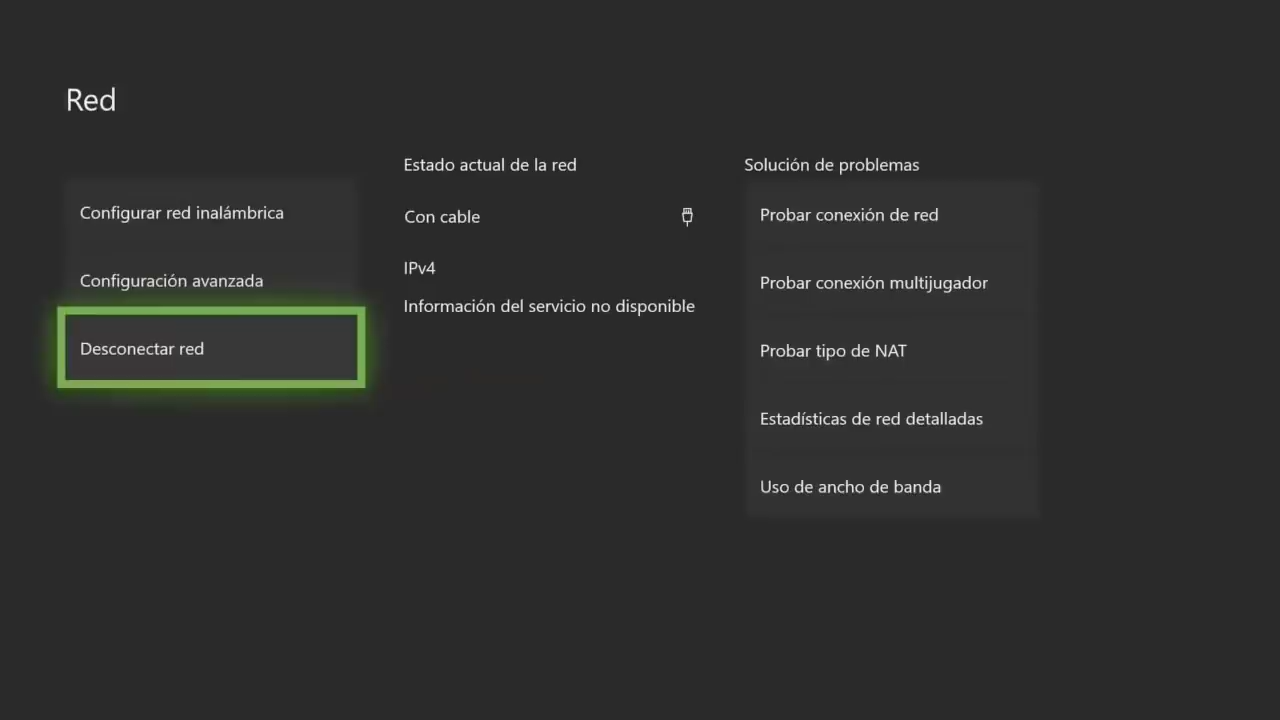 Red
Configurar red inalámbrica
Configuración avanzada
Desconectar red
Estado actual de la red
Con cable
IPv4
Información del servicio no disponible
Solución de problemas
Probar conexión de red
Probar conexión multijugador
Probar tipo de NAT
Estadísticas de red detalladas
Uso de ancho de banda